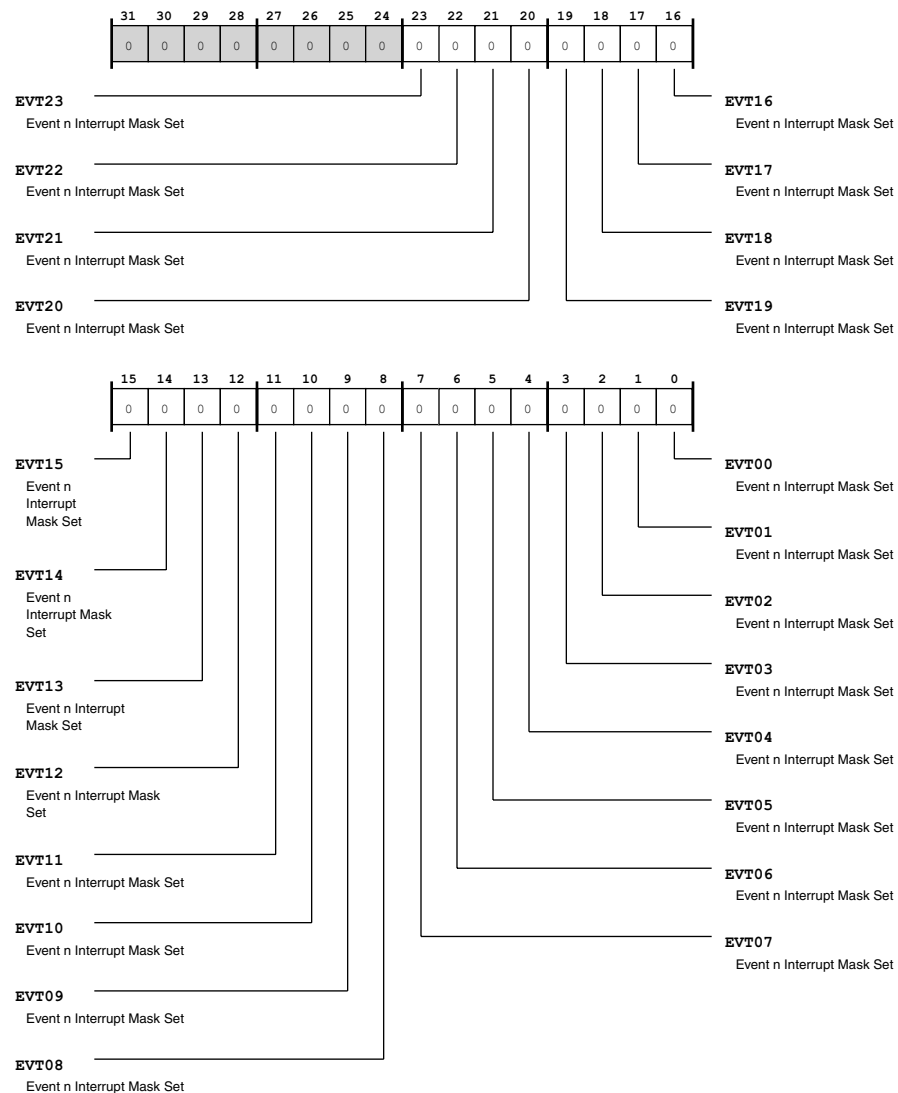 31 30 29 28 27 26 25 24 23 22 21 20 19 18 17 16
0 0 0 0 0 0 0 0 0 0 0 0 0 0 0 0
EVT23
Event n Interrupt Mask Set
EVT22
Event n Interrupt Mask Set
EVT21
Event n Interrupt Mask Set
EVT20
Event n Interrupt Mask Set
EVT16
Event n Interrupt Mask Set
EVT17
Event n Interrupt Mask Set
EVT18
Event n Interrupt Mask Set
EVT19
Event n Interrupt Mask Set
15 14 13 12 11 10 9 8 7 6 5 4 3 2 1 0
0 0 0 0 0 0 0 0 0 0 0 0 0 0 0 0
EVT15
Event n
Interrupt
Mask Set
EVT14
Event n
Interrupt Mask
Set
EVT13
Event n Interrupt
Mask Set
EVT12
Event n Interrupt Mask
Set
EVT11
Event n Interrupt Mask Set
EVT10
Event n Interrupt Mask Set
EVT09
Event n Interrupt Mask Set
EVT08
Event n Interrupt Mask Set
EVT00
Event n Interrupt Mask Set
EVT01
Event n Interrupt Mask Set
EVT02
Event n Interrupt Mask Set
EVT03
Event n Interrupt Mask Set
EVT04
Event n Interrupt Mask Set
EVT05
Event n Interrupt Mask Set
EVT06
Event n Interrupt Mask Set
EVT07
Event n Interrupt Mask Set